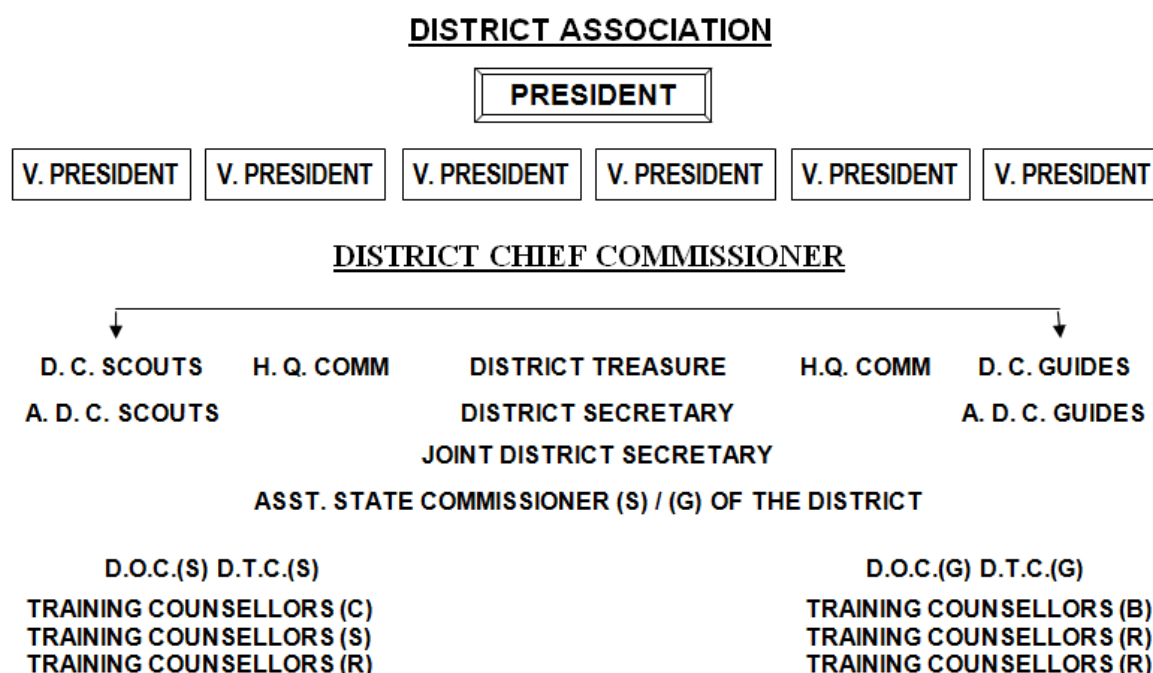 DISTRICT ASSOCIATION
PRESIDENT
V. PRESIDENT V. PRESIDENT V. PRESIDENT V. PRESIDENT V. PRESIDENT V. PRESIDENT
DISTRICT CHIEF COMMISSIONER
D. C. SCOUTS H. Q. COMM DISTRICT TREASURE H.Q. COMM D. C. GUIDES
A. D. C. SCOUTS DISTRICT SECRETARY A. D. C. GUIDES
JOINT DISTRICT SECRETARY
ASST. STATE COMMISSIONER (S) / (G) OF THE DISTRICT
D.O.C.(S) D.T.C.(S) D.O.C.(G) D.T.C.(G)
TRAINING COUNSELLORS (C) TRAINING COUNSELLORS (B)
TRAINING COUNSELLORS (S) TRAINING COUNSELLORS (R)
TRAINING COUNSELLORS (R) TRAINING COUNSELLORS (R)